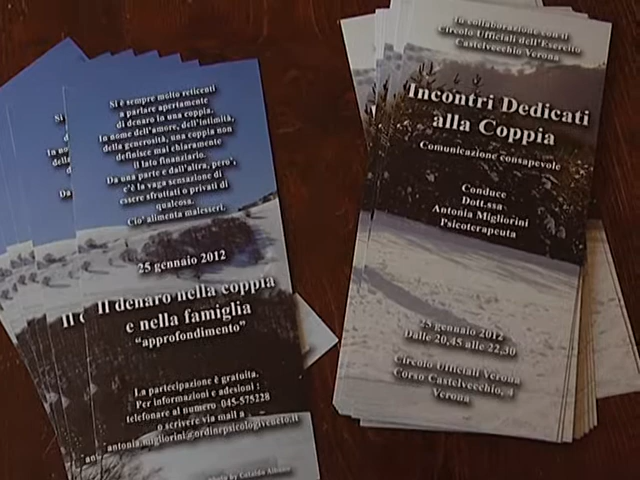 Si è sempre molto reticenti
a parlare apertamente
di denaro in una coppia.
In nome dell'amore, dell'intimità,
della generosità, una coppia non
definisce mai chiaramente
il lato finanziario.
Da una parte e dall'altra, pero',
c'è la vaga sensazione di
essere sfruttati o privati di
qualcosa.
Cio' alimenta malesseri.
25 gennaio 2012
Il denaro nella coppia
e nella famiglia
"approfondimento"
La partecipazione è gratuita.
Per informazioni e adesioni :
telefonare al numero 045-575228
o scrivere via mail a
antonia.migliorini@ordinepsicologiveneto.it
by Cataldo Albano
In collaborazione con il
Circolo Ufficiali dell'Esercito
Castelvecchio Verona
Incontri Dedicati
alla Coppia
Comunicazione consapevole
Conduce
Dott.ssa
Antonia Migliorini
Psicoterapeuta
25 gennaio 2012
Dalle 20,45 alle 22,30
Circolo Ufficiali Verona
Corso Castelvecchio, 4
Verona